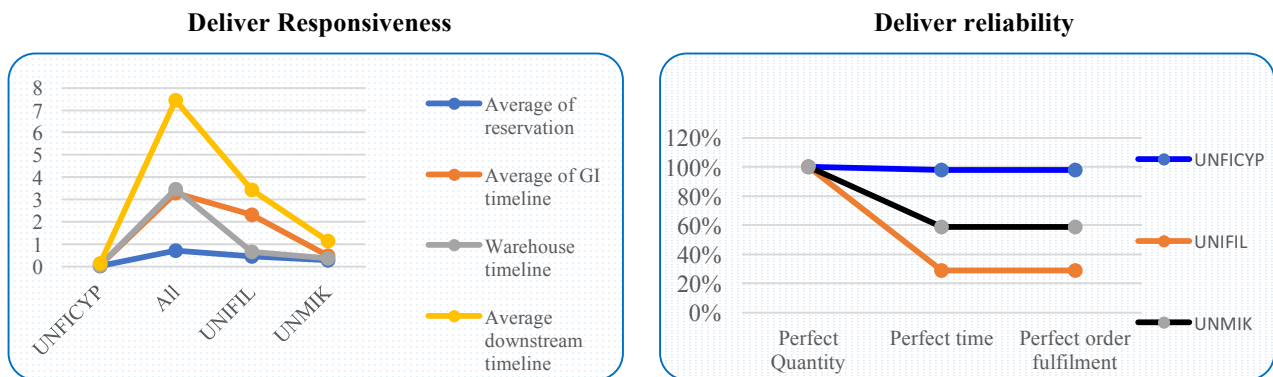 Deliver Responsiveness
8
7
6
5
4
3
2
1
0
UNFICYP
All
UNIFIL
UNMIK
Average of
reservation
Average of GI
timeline
Warehouse
timeline
Average
downstream
timeline
Deliver reliability
120%
100%
80%
60%
40%
20%
0%
Perfect
Quantity
Perfect time
Perfect order
fulfilment
UNFICYP
UNIFIL
UNMIK